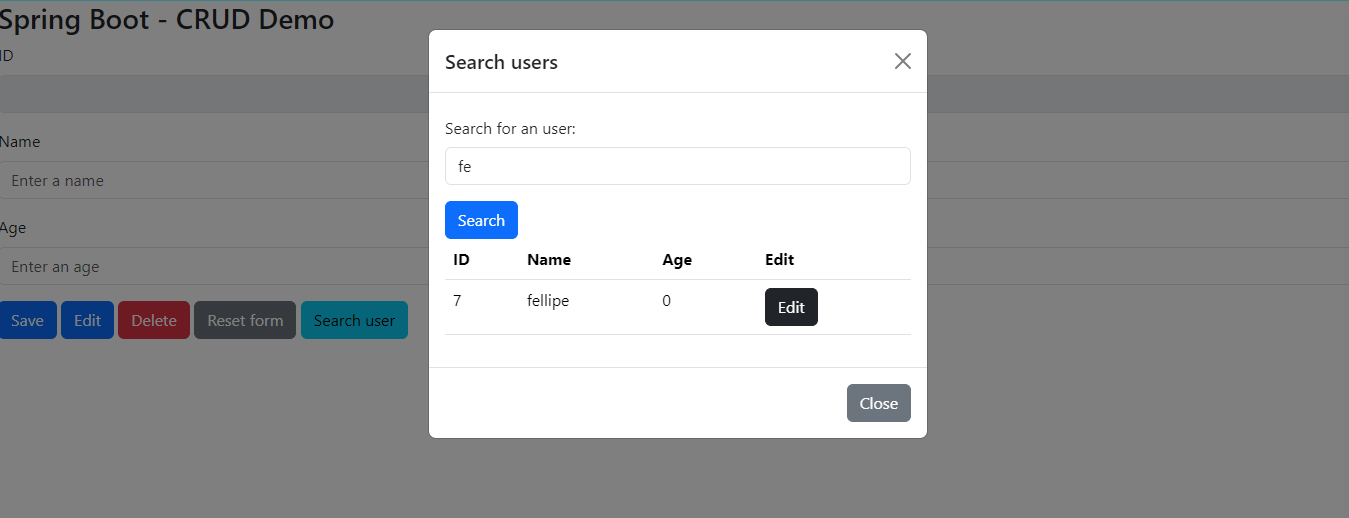 Spring Boot - CRUD Demo
ID
Name
Enter a name
Age
Enter an age
Save Edit Delete Reset form Search user
Search users
Search for an user:
fe
Search
ID Name Age Edit
7 fellipe 0 Edit
Close